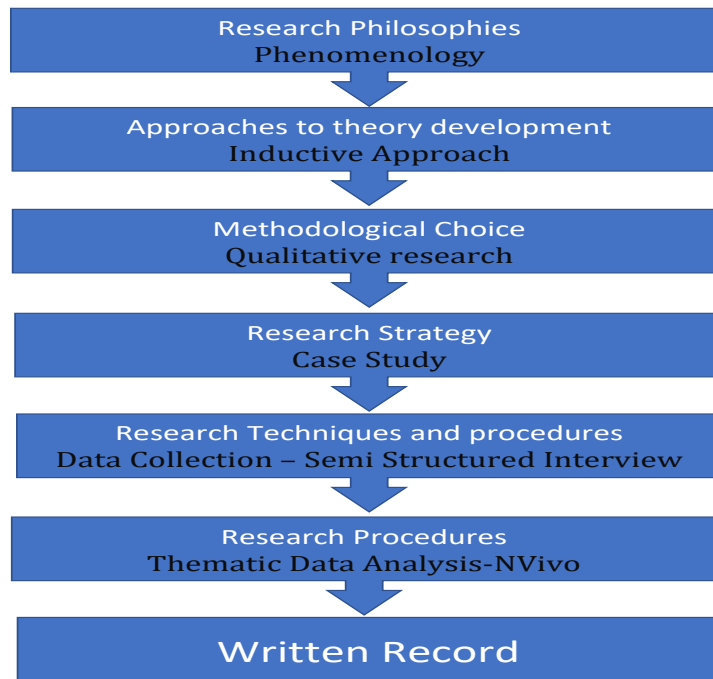 Research Philosophies
Phenomenology
Approaches to theory development
Inductive Approach
Methodological Choice
Qualitative research
Research Strategy
Case Study
Research Techniques and procedures
Data Collection – Semi Structured Interview
Research Procedures
Thematic Data Analysis-NVivo
Written Record